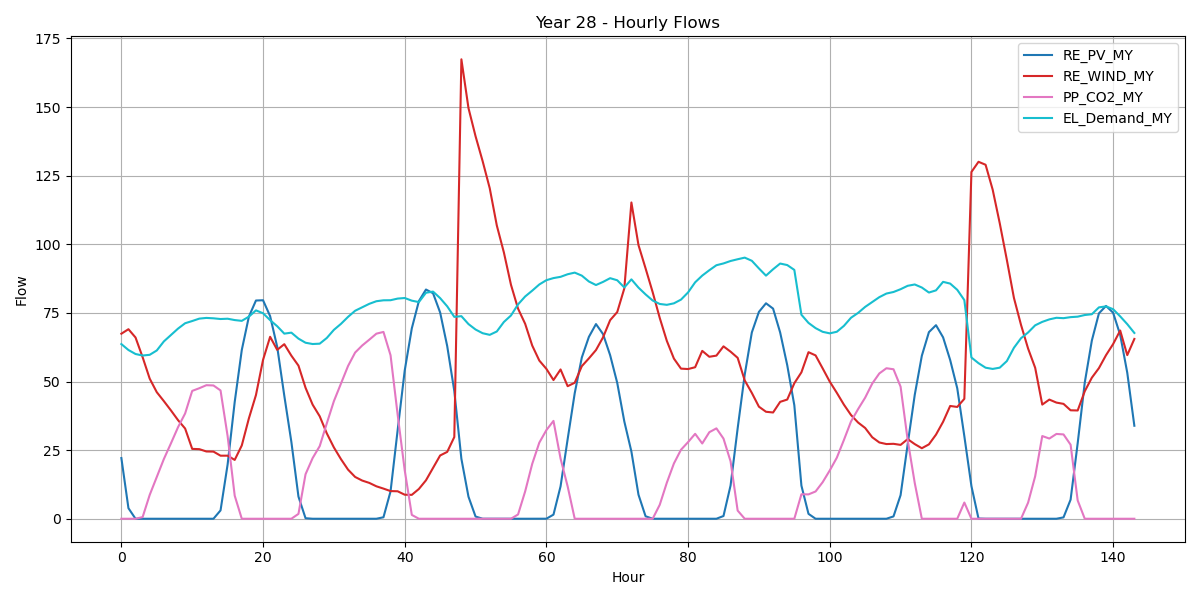 Year 28 - Hourly Flows
175
150
125
100
75
50
25
0
Flow
0 20 40 60 80 100 120 140
Hour
RE_PV_MY
RE_WIND_MY
PP_CO2_MY
EL_Demand_MY